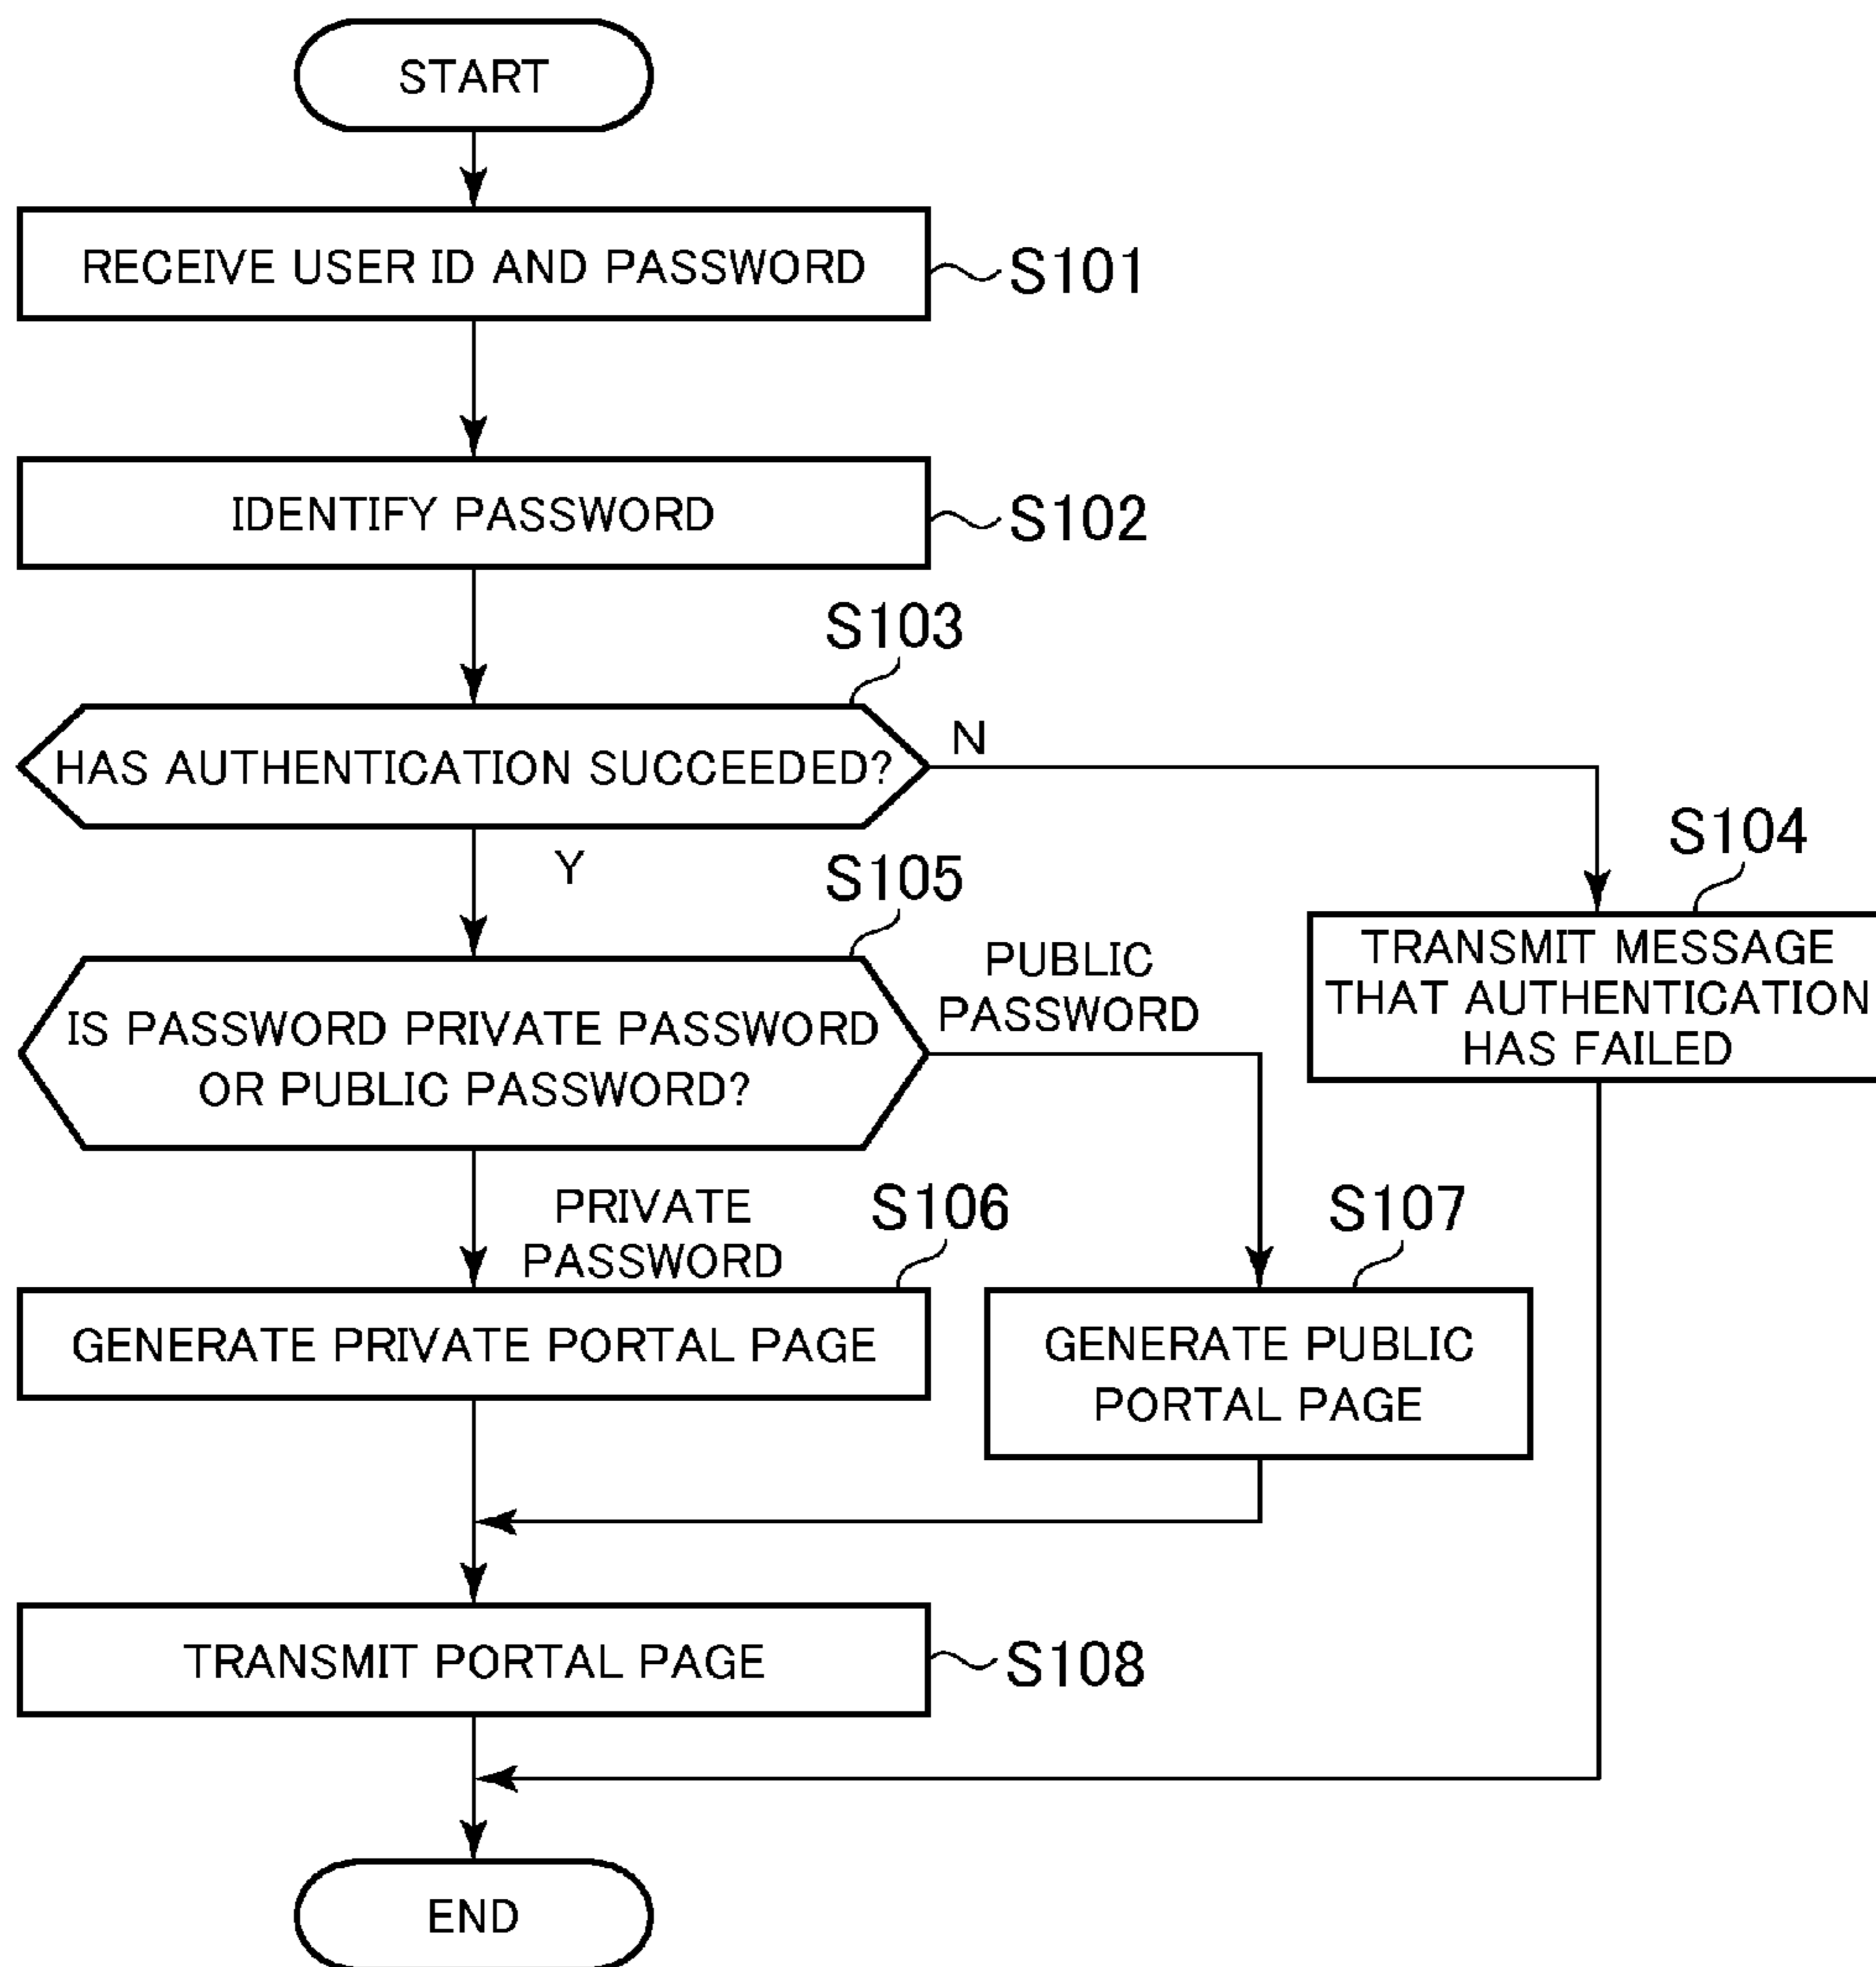 START
RECEIVE USER ID AND PASSWORD
S101
IDENTIFY PASSWORD
S102
S103
HAS AUTHENTICATION SUCCEEDED?
N
Y
S104
TRANSMIT MESSAGE
THAT AUTHENTICATION
HAS FAILED
S105
IS PASSWORD PRIVATE PASSWORD
OR PUBLIC PASSWORD?
PUBLIC
PASSWORD
PRIVATE
PASSWORD
S106
GENERATE PRIVATE PORTAL PAGE
S107
GENERATE PUBLIC
PORTAL PAGE
TRANSMIT PORTAL PAGE
S108
END